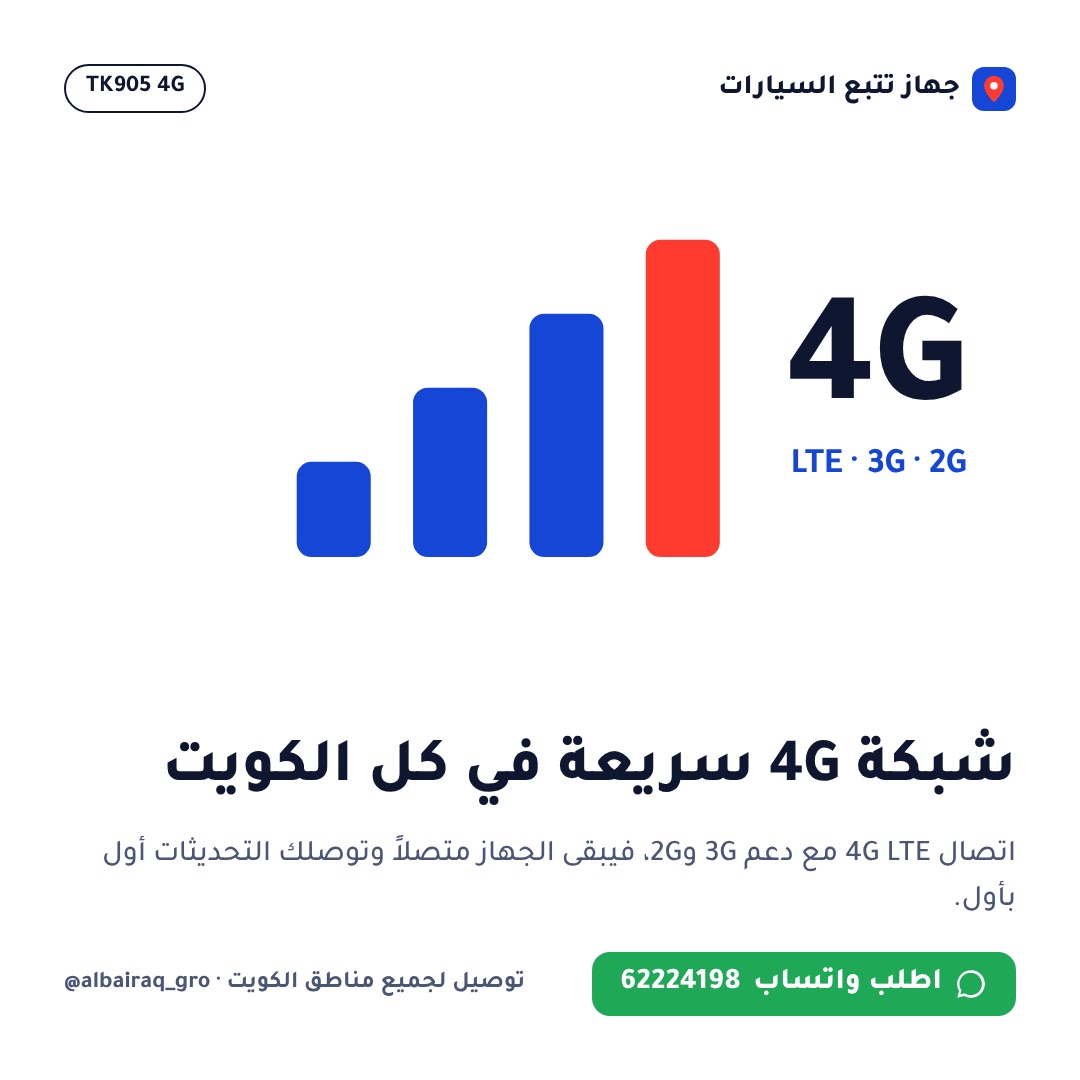 جهاز تتبع السيارات
TK905 4G
4G
LTE · 3G · 2G
شبكة 4G سريعة في كل الكويت
اتصال 4G LTE مع دعم 3G و2G، فيبقى الجهاز متصلاً وتوصلك التحديثات أول
بأول.
اطلب واتساب 62224198
توصيل لجميع مناطق الكويت · @albairaq_gro